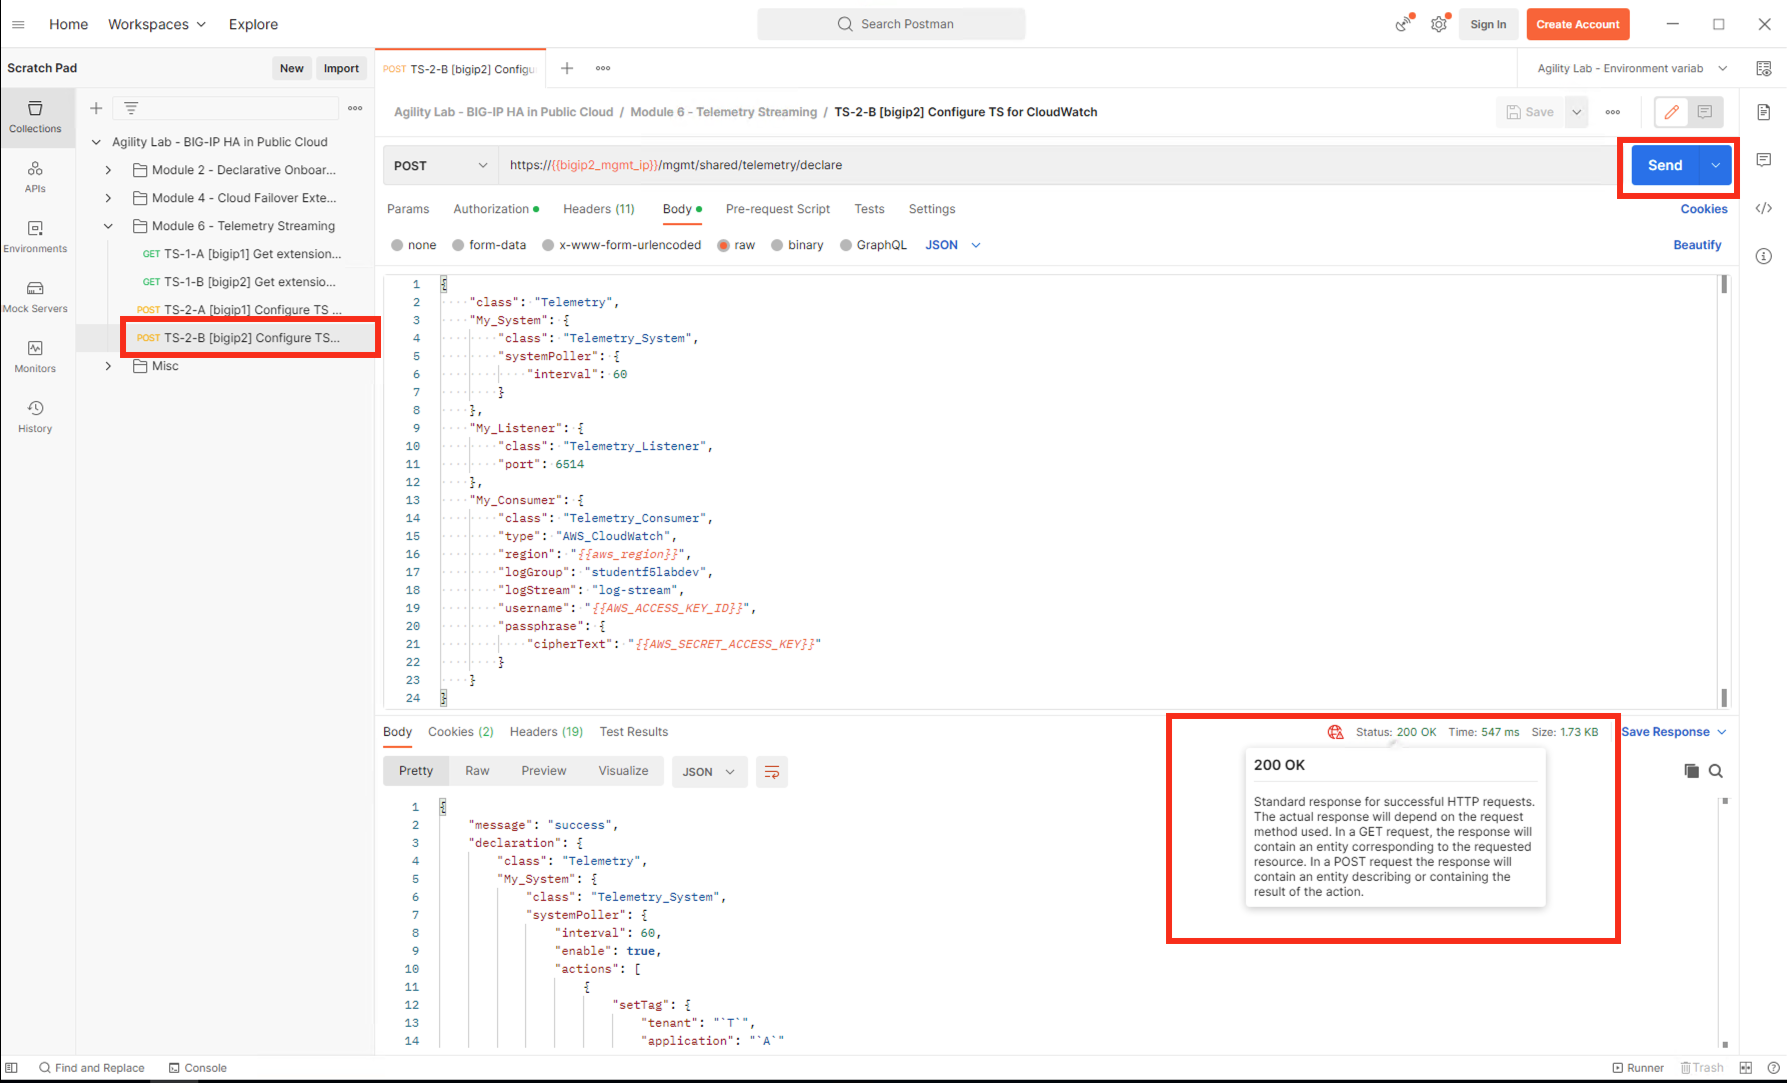 Home Workspaces Explore Search Postman Sign In Create Account
Scratch Pad New Import POST TS-2-B [bigip2] Configu Agility Lab - Environment variab
Collections
APIs
Environments
Mock Servers
Monitors
History
Agility Lab - BIG-IP HA in Public Cloud
Module 2 - Declarative Onboar...
Module 4 - Cloud Failover Exte...
Module 6 - Telemetry Streaming
GET TS-1-A [bigip1] Get extension...
GET TS-1-B [bigip2] Get extensio...
POST TS-2-A [bigip1] Configure TS ...
POST TS-2-B [bigip2] Configure TS...
Misc
Agility Lab - BIG-IP HA in Public Cloud / Module 6 - Telemetry Streaming / TS-2-B [bigip2] Configure TS for CloudWatch Save
POST https://{{bigip2_mgmt_ip}}/mgmt/shared/telemetry/declare Send
Params Authorization Headers (11) Body Pre-request Script Tests Settings Cookies
none form-data x-www-form-urlencoded raw binary GraphQL JSON Beautify
1 {
2 "class": "Telemetry",
3 "My_System": {
4 "class": "Telemetry_System",
5 "systemPoller": {
6 "interval": 60
7 }
8 },
9 "My_Listener": {
10 "class": "Telemetry_Listener",
11 "port": 6514
12 },
13 "My_Consumer": {
14 "class": "Telemetry_Consumer",
15 "type": "AWS_CloudWatch",
16 "region": "{{aws_region}}",
17 "logGroup": "studentf5labdev",
18 "logStream": "log-stream",
19 "username": "{{AWS_ACCESS_KEY_ID}}",
20 "passphrase": {
21 "cipherText": "{{AWS_SECRET_ACCESS_KEY}}"
22 }
23 }
24 }
Body Cookies (2) Headers (19) Test Results Status: 200 OK Time: 547 ms Size: 1.73 KB Save Response
Pretty Raw Preview Visualize JSON
200 OK
Standard response for successful HTTP requests.
The actual response will depend on the request
method used. In a GET request, the response will
contain an entity corresponding to the requested
resource. In a POST request the response will
contain an entity describing or containing the
result of the action.
1 {
2 "message": "success",
3 "declaration": {
4 "class": "Telemetry",
5 "My_System": {
6 "class": "Telemetry_System",
7 "systemPoller": {
8 "interval": 60,
9 "enable": true,
10 "actions": [
11 {
12 "setTag": {
13 "tenant": "`T`",
14 "application": "`A`"
Find and Replace Console Runner Trash